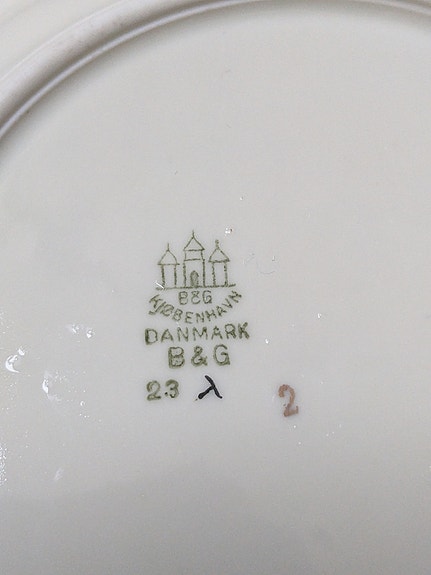 B&G
KJØBENHAVN
DANMARK
B&G
23 λ 2